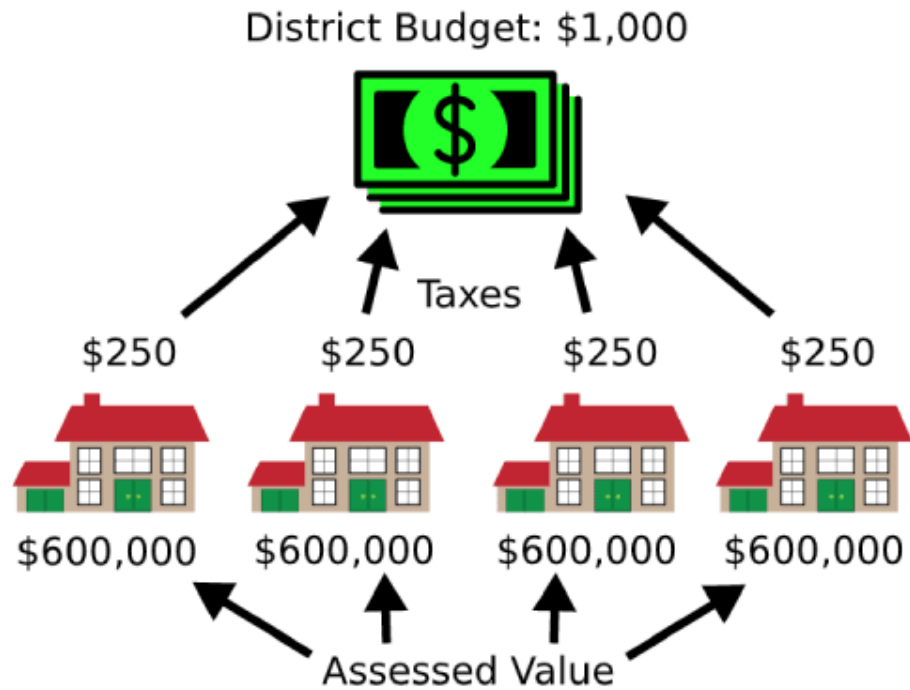 District Budget: $1,000
$
Taxes
$250 $250 $250 $250
$600,000 $600,000 $600,000 $600,000
Assessed Value